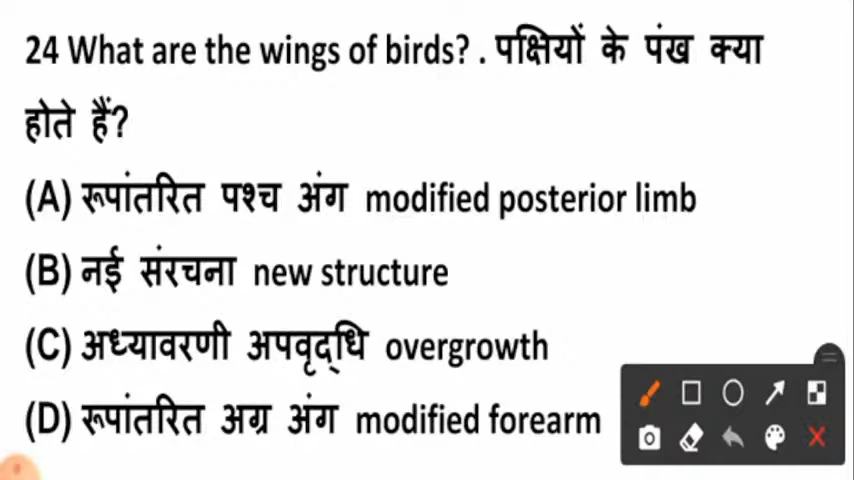 24 What are the wings of birds? . पक्षियों के पंख क्या
होते हैं?
(A) रूपांतरित पश्च अंग modified posterior limb
(B) नई संरचना new structure
(C) अध्यावरणी अपवृद्धि overgrowth
(D) रूपांतरित अग्र अंग modified forearm